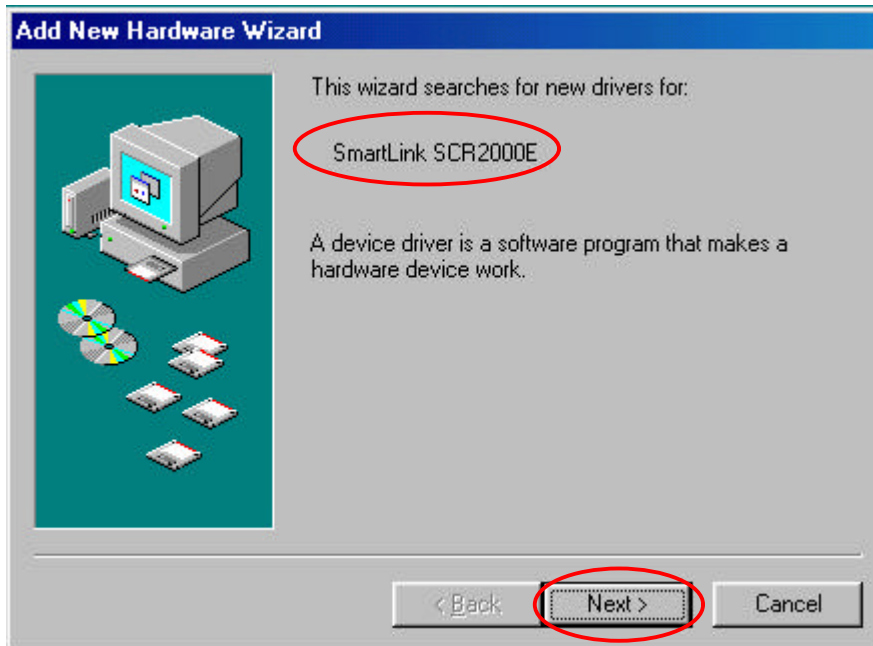 Add New Hardware Wizard
This wizard searches for new drivers for:
SmartLink SCR2000E
A device driver is a software program that makes a
hardware device work.
< Back
Next >
Cancel